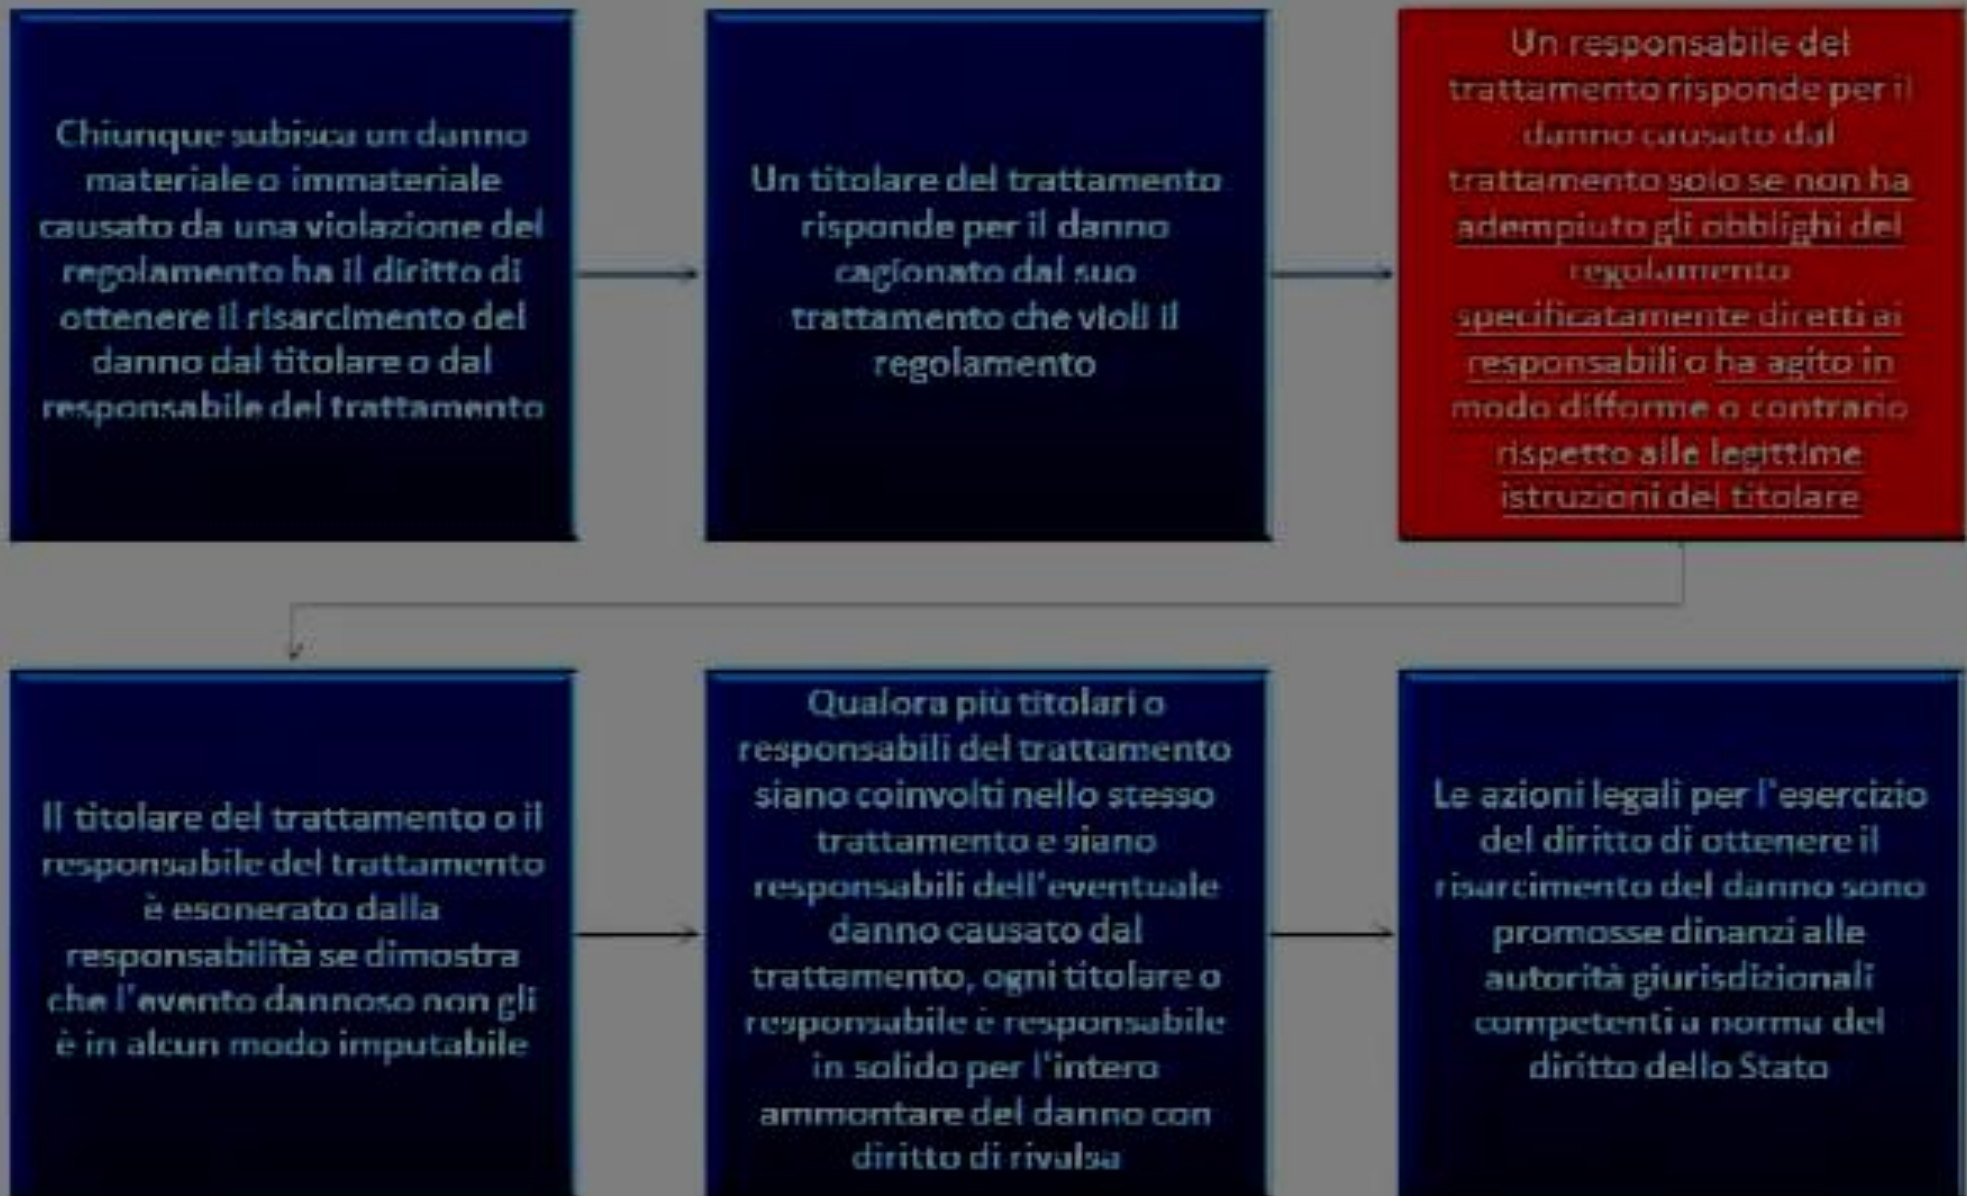 Chiunque subisca un danno
materiale o immateriale
causato da una violazione del
regolamento ha il diritto di
ottenere il risarcimento del
danno dal titolare o dal
responsabile del trattamento
Un titolare del trattamento
risponde per il danno
cagionato dal suo
trattamento che violi il
regolamento
Un responsabile del
trattamento risponde per il
danno causato dal
trattamento solo se non ha
adempiuto gli obblighi del
regolamento
specificatamente diretti ai
responsabili o ha agito in
modo difforme o contrario
rispetto alle legittime
istruzioni del titolare
Il titolare del trattamento o il
responsabile del trattamento
è esonerato dalla
responsabilità se dimostra
che l'evento dannoso non gli
è in alcun modo imputabile
Qualora più titolari o
responsabili del trattamento
siano coinvolti nello stesso
trattamento e siano
responsabili dell'eventuale
danno causato dal
trattamento, ogni titolare o
responsabile è responsabile
in solido per l'intero
ammontare del danno con
diritto di rivalsa
Le azioni legali per l'esercizio
del diritto di ottenere il
risarcimento del danno sono
promosse dinanzi alle
autorità giurisdizionali
competenti a norma del
diritto dello Stato